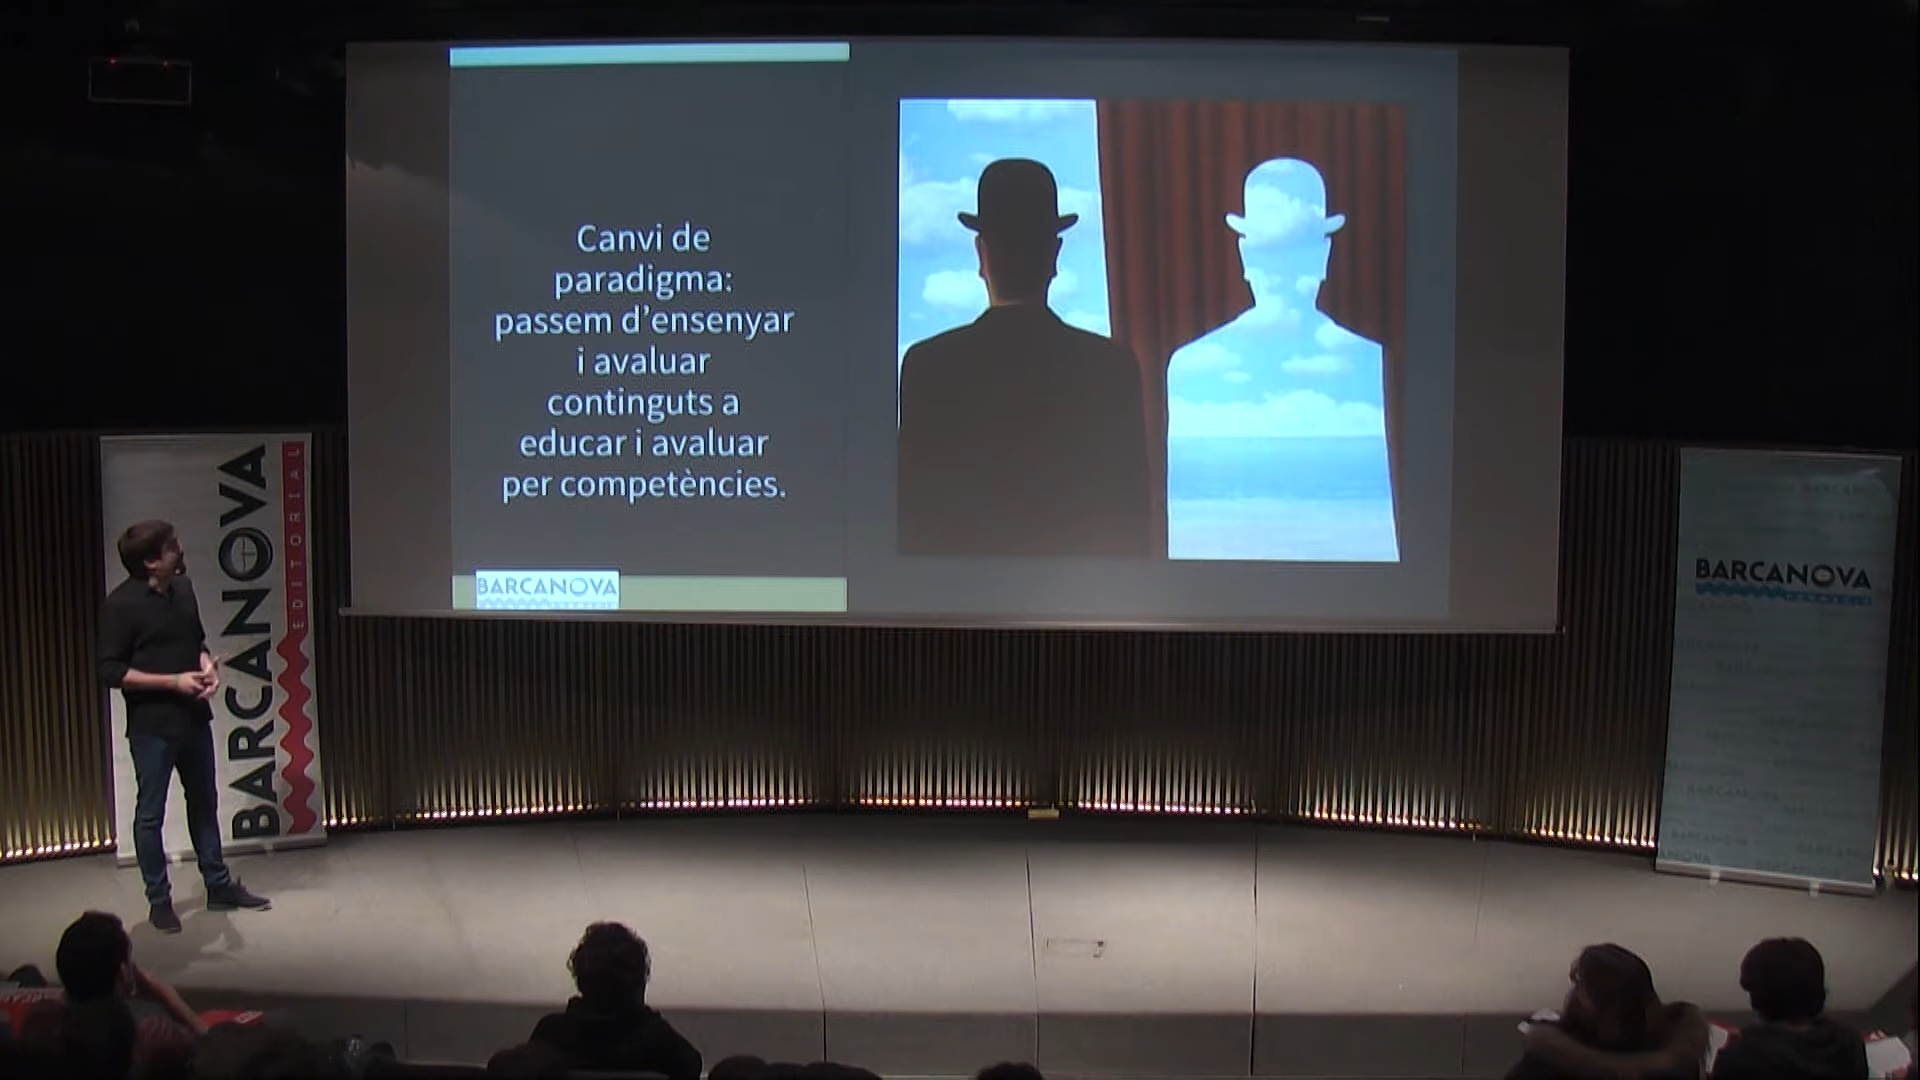 Canvi de
paradigma:
passem d'ensenyar
i avaluar
continguts a
educar i avaluar
per competències.
BARCANOVA
BARCANOVA
EDITORIAL
BARCANOVA